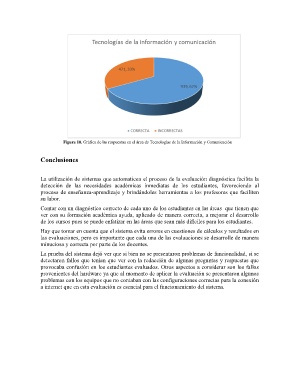 Tecnologías de la Información y comunicación
CORRECTA INCORRECTAS
Figura 10. Gráfica de las respuestas en el área de Tecnologías de la Información y Comunicación
Conclusiones
La utilización de sistemas que automaticen el proceso de la evaluación diagnóstica facilita la
detección de las necesidades académicas inmediatas de los estudiantes, favoreciendo al
proceso de enseñanza-aprendizaje y brindándoles herramientas a los profesores que faciliten
su labor.
Contar con un diagnóstico correcto de cada uno de los estudiantes en las áreas que tienen que
ver con su formación académica ayuda, aplicado de manera correcta, a mejorar el desarrollo
de los cursos pues se puede enfatizar en las áreas que sean más difíciles para los estudiantes.
Hay que tomar en cuenta que el sistema evita errores en cuestiones de cálculos y resultados en
las evaluaciones, pero es importante que cada una de las evaluaciones se desarrolle de manera
minuciosa y correcta por parte de los docentes.
La prueba del sistema dejó ver que si bien no se presentaron problemas de funcionalidad, si se
detectaron fallos que tenían que ver con la redacción de algunas preguntas y respuestas que
provocaba confusión en los estudiantes evaluados. Otros aspectos a considerar son los fallos
provenientes del hardware ya que al momento de aplicar la evaluación se presentaron algunos
problemas con los equipos que no contaban con las configuraciones correctas para la conexión
a internet que en esta evaluación es esencial para el funcionamiento del sistema.